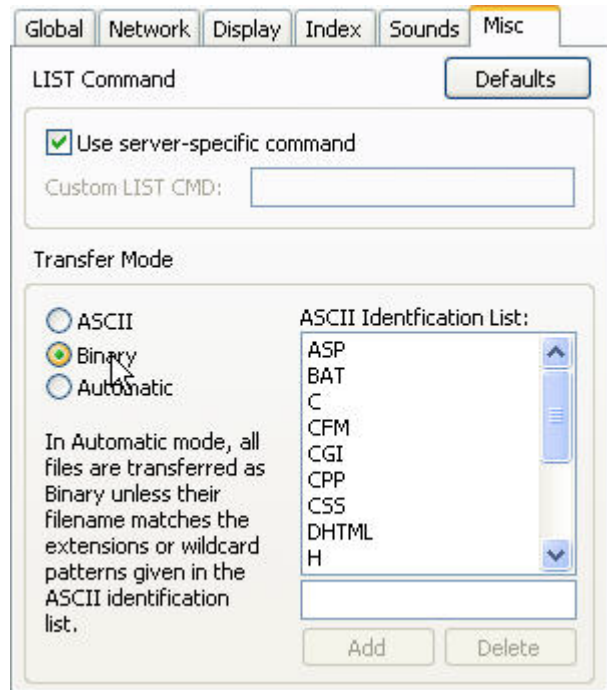 Global Network Display Index Sounds Misc
LIST Command Defaults
Use server-specific command
Custom LIST CMD:
Transfer Mode
ASCII
Binary
Automatic
In Automatic mode, all
files are transferred as
Binary unless their
filename matches the
extensions or wildcard
patterns given in the
ASCII identification
list.
ASCII Identfication List:
ASP
BAT
C
CFM
CGI
CPP
CSS
DHTML
H
Add Delete